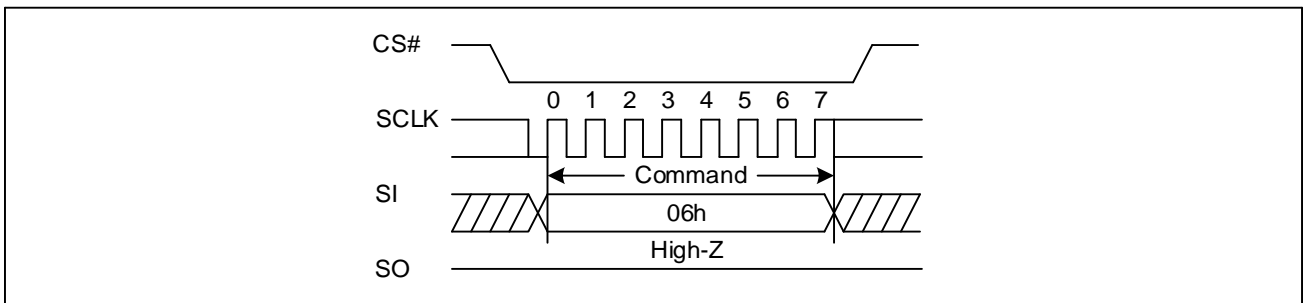 CS#
0 1 2 3 4 5 6 7
SCLK
Command
SI
06h
High-Z
SO